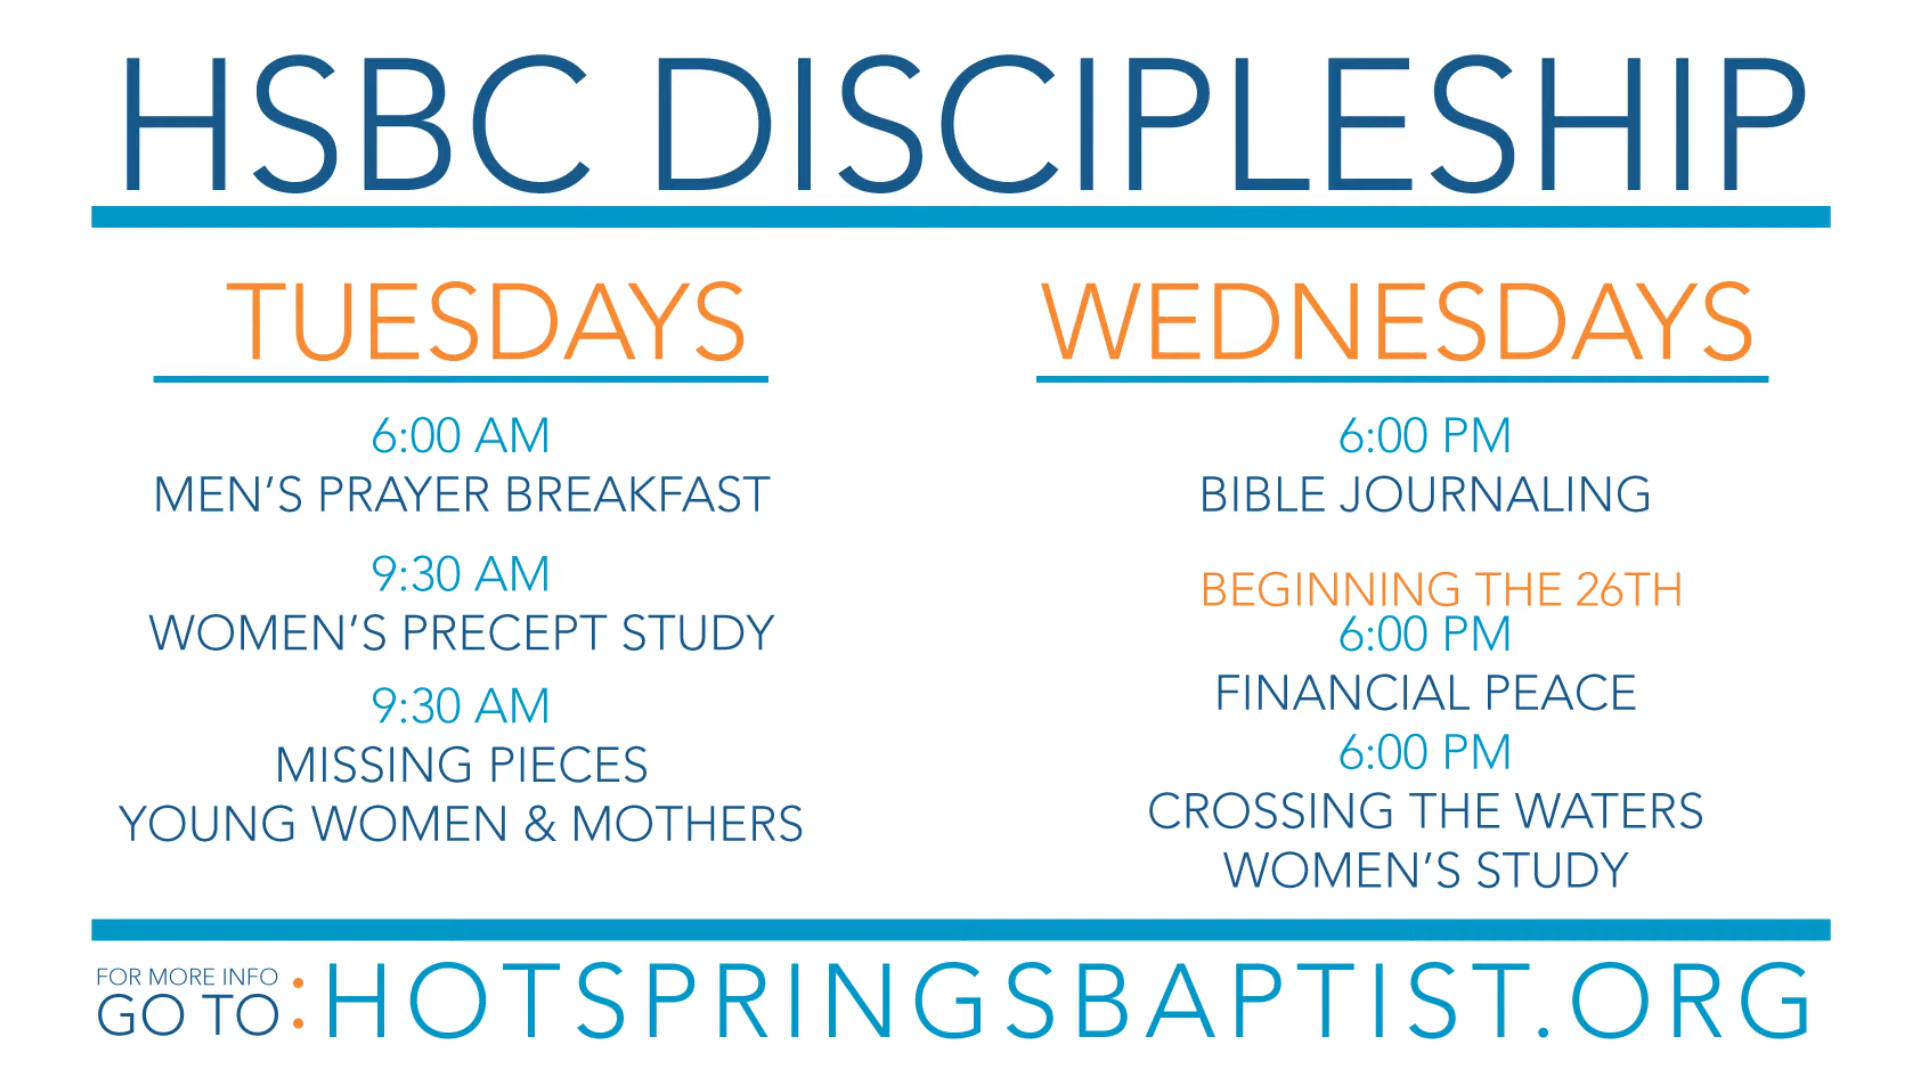 HSBC DISCIPLESHIP
TUESDAYS
6:00 AM
MEN'S PRAYER BREAKFAST
9:30 AM
WOMEN'S PRECEPT STUDY
9:30 AM
MISSING PIECES
YOUNG WOMEN & MOTHERS
WEDNESDAYS
6:00 PM
BIBLE JOURNALING
BEGINNING THE 26TH
6:00 PM
FINANCIAL PEACE
6:00 PM
CROSSING THE WATERS
WOMEN'S STUDY
FOR MORE INFO
GO TO:HOTSPRINGSBAPTIST.ORG